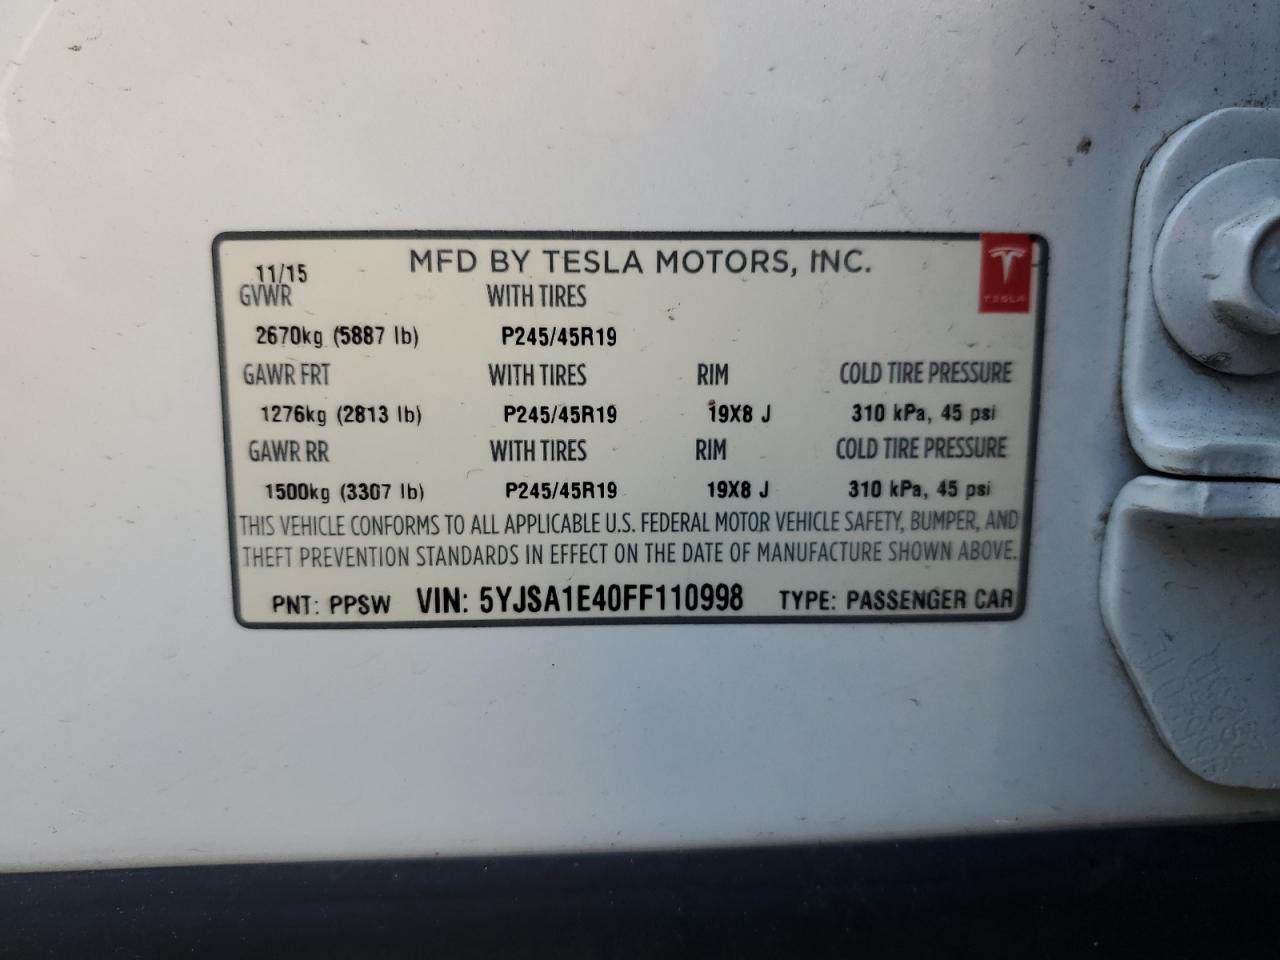 MFD BY TESLA MOTORS, INC.
TESLA
11/15
GVWR WITH TIRES
2670kg (5887 lb) P245/45R19
GAWR FRT WITH TIRES RIM COLD TIRE PRESSURE
1276kg (2813 lb) P245/45R19 19X8 J 310 kPa, 45 psi
GAWR RR WITH TIRES RIM COLD TIRE PRESSURE
1500kg (3307 lb) P245/45R19 19X8 J 310 kPa, 45 psi
THIS VEHICLE CONFORMS TO ALL APPLICABLE U.S. FEDERAL MOTOR VEHICLE SAFETY, BUMPER, AND
THEFT PREVENTION STANDARDS IN EFFECT ON THE DATE OF MANUFACTURE SHOWN ABOVE.
PNT: PPSW VIN: 5YJSA1E40FF110998 TYPE: PASSENGER CAR